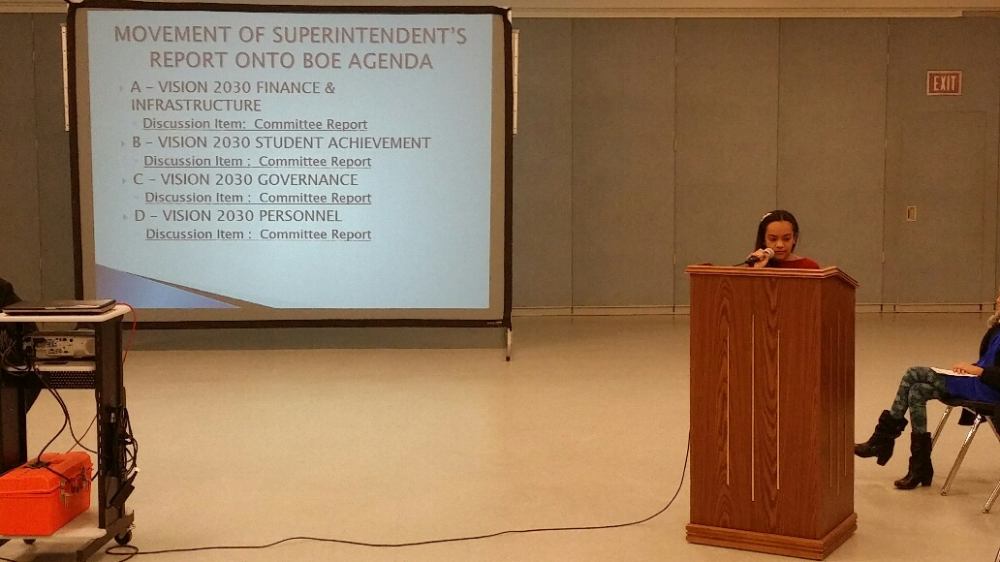 MOVEMENT OF SUPERINTENDENT'S
REPORT ONTO BOE AGENDA
A – VISION 2030 FINANCE &
INFRASTRUCTURE
Discussion Item: Committee Report
B – VISION 2030 STUDENT ACHIEVEMENT
Discussion Item : Committee Report
C – VISION 2030 GOVERNANCE
Discussion Item : Committee Report
D – VISION 2030 PERSONNEL
Discussion Item : Committee Report
EXIT